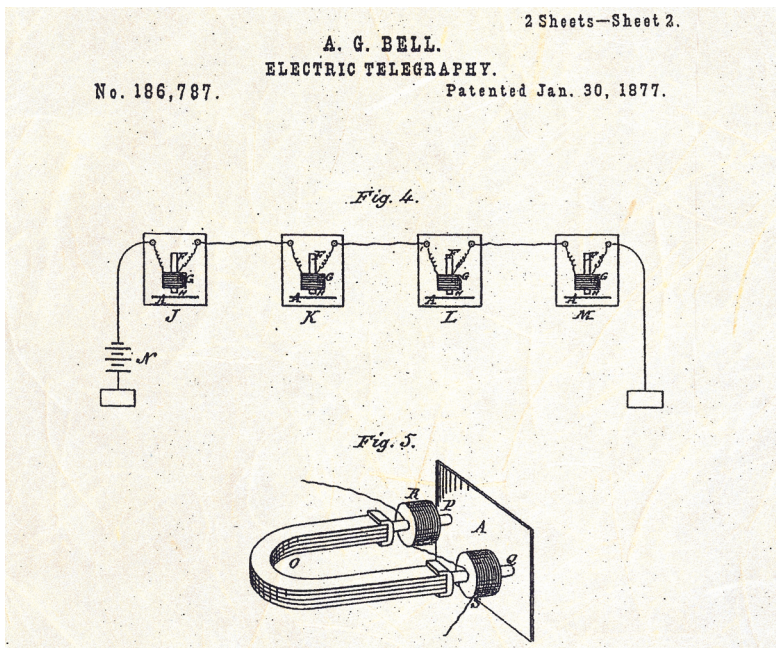 2 Sheets—Sheet 2.
A. G. BELL.
ELECTRIC TELEGRAPHY.
No. 186,787. Patented Jan. 30, 1877.
Fig. 4.
F F F F
G G G G
H H H H
A A A A
J K L M
N
Fig. 5.
R P
A
O Q
S